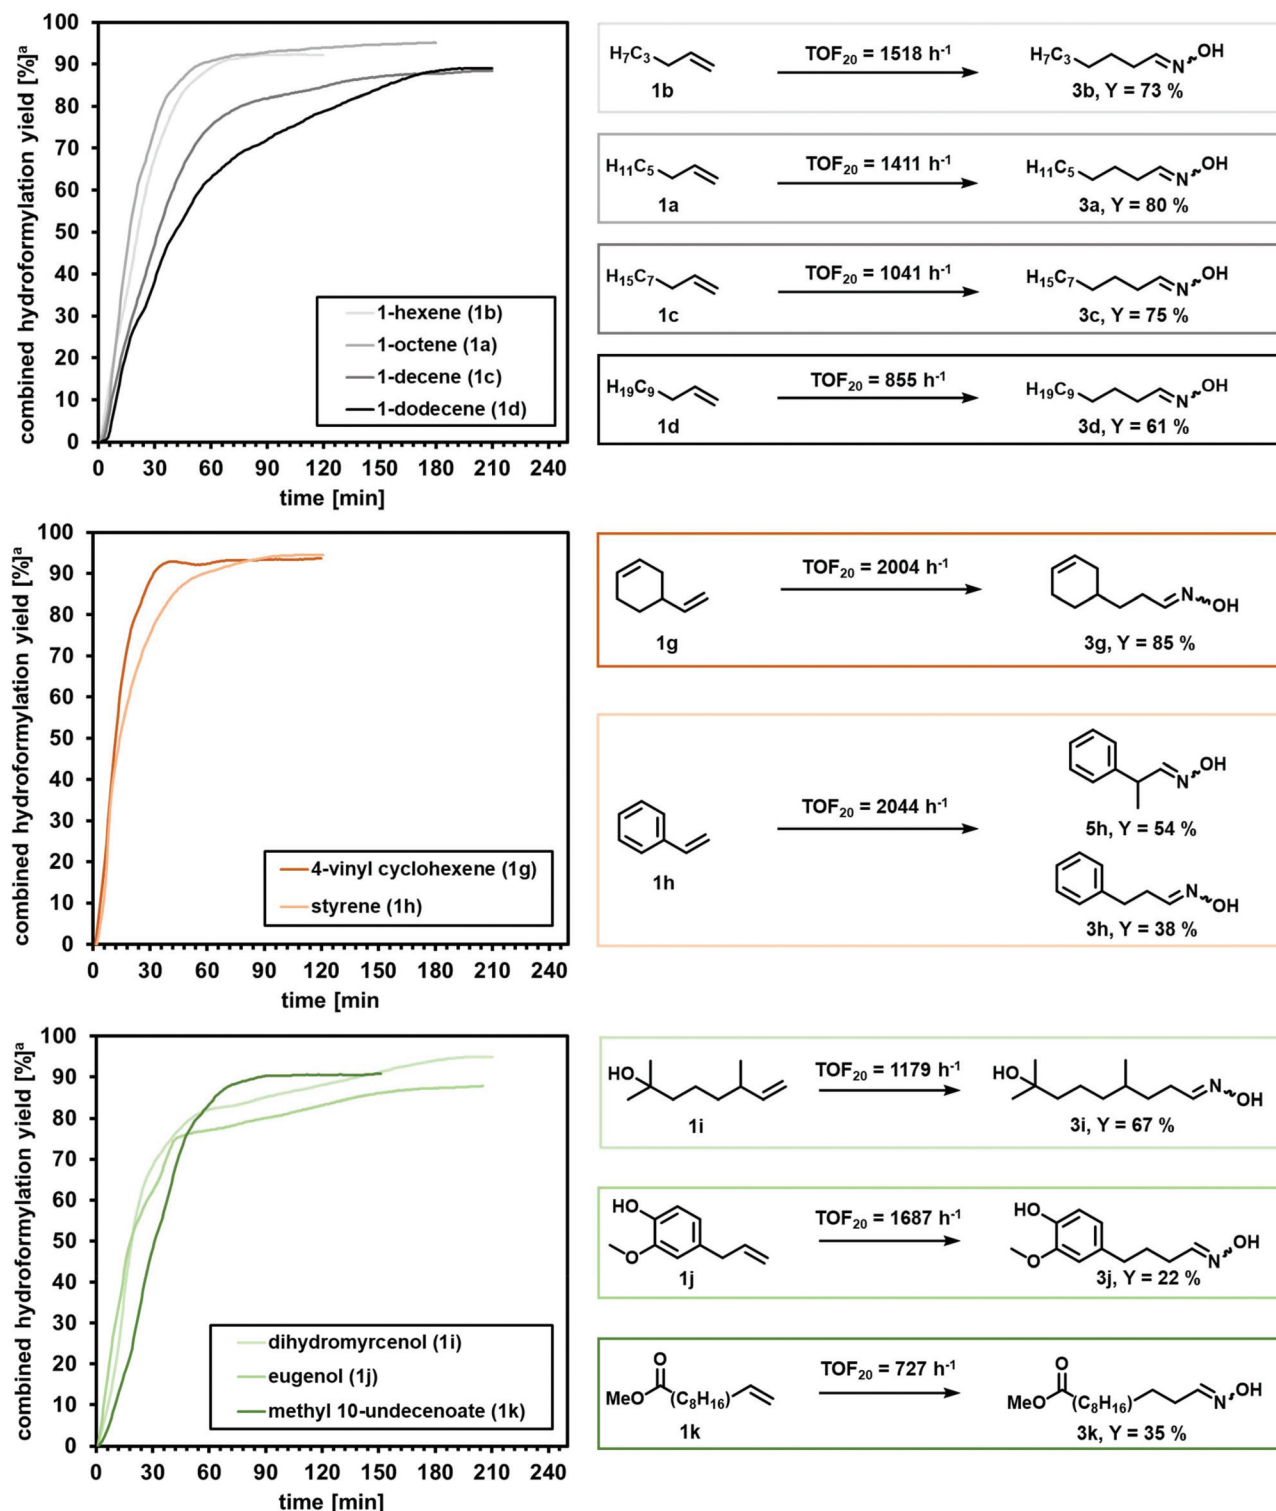 combined hydroformylation yield [%]ᵃ
100
90
80
70
60
50
40
30
20
10
0
1-hexene (1b)
1-octene (1a)
1-decene (1c)
1-dodecene (1d)
0 30 60 90 120 150 180 210 240
time [min]
H₇C₃
1b
TOF₂₀ = 1518 h⁻¹
H₇C₃ N OH
3b, Y = 73 %
H₁₁C₅
1a
TOF₂₀ = 1411 h⁻¹
H₁₁C₅ N OH
3a, Y = 80 %
H₁₅C₇
1c
TOF₂₀ = 1041 h⁻¹
H₁₅C₇ N OH
3c, Y = 75 %
H₁₉C₉
1d
TOF₂₀ = 855 h⁻¹
H₁₉C₉ N OH
3d, Y = 61 %
combined hydroformylation yield [%]ᵃ
100
90
80
70
60
50
40
30
20
10
0
4-vinyl cyclohexene (1g)
styrene (1h)
0 30 60 90 120 150 180 210 240
time [min
1g
TOF₂₀ = 2004 h⁻¹
N OH
3g, Y = 85 %
1h
TOF₂₀ = 2044 h⁻¹
N OH
5h, Y = 54 %
N OH
3h, Y = 38 %
combined hydroformylation yield [%]ᵃ
100
90
80
70
60
50
40
30
20
10
0
dihydromyrcenol (1i)
eugenol (1j)
methyl 10-undecenoate (1k)
0 30 60 90 120 150 180 210 240
time [min]
HO
1i
TOF₂₀ = 1179 h⁻¹
HO N OH
3i, Y = 67 %
HO
O
1j
TOF₂₀ = 1687 h⁻¹
HO
O N OH
3j, Y = 22 %
O
MeO (C₈H₁₆)
1k
TOF₂₀ = 727 h⁻¹
O
MeO (C₈H₁₆) N OH
3k, Y = 35 %